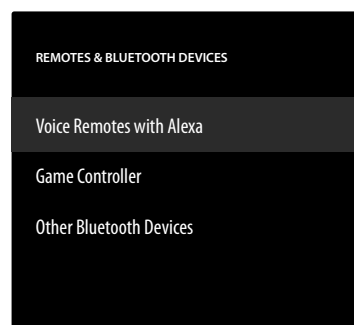 REMOTES & BLUETOOTH DEVICES
Voice Remotes with Alexa
Game Controller
Other Bluetooth Devices